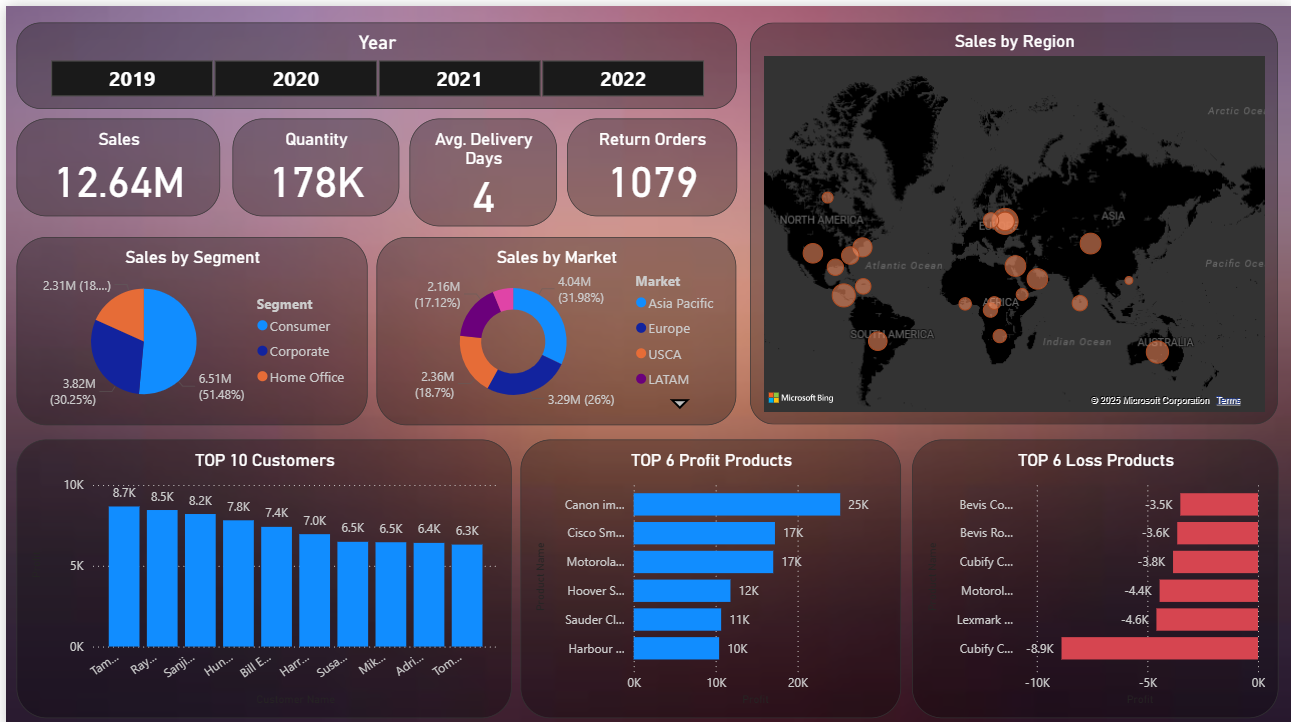 Year
2019
2020
2021
2022
Sales
12.64M
Quantity
178K
Avg. Delivery
Days
4
Return Orders
1079
Sales by Region
Arctic Oce
NORTH AMERICA
EUROPE
ASIA
Atlantic Ocean
Pacific Oce
AFRICA
SOUTH AMERICA
Indian Ocean
AUSTRALIA
Microsoft Bing
© 2025 Microsoft Corporation Terms
Sales by Segment
2.31M (18....)
3.82M
(30.25%)
6.51M
(51.48%)
Segment
Consumer
Corporate
Home Office
Sales by Market
2.16M
(17.12%)
4.04M
(31.98%)
2.36M
(18.7%)
3.29M (26%)
Market
Asia Pacific
Europe
USCA
LATAM
TOP 10 Customers
10K
5K
0K
8.7K
8.5K
8.2K
7.8K
7.4K
7.0K
6.5K
6.5K
6.4K
6.3K
Tam...
Ray...
Sanj...
Hun...
Bill E...
Harr...
Susa...
Mik...
Adri...
Tom...
Customer Name
TOP 6 Profit Products
Product Name
Canon im...
25K
Cisco Sm...
17K
Motorola...
17K
Hoover S...
12K
Sauder Cl...
11K
Harbour ...
10K
0K
10K
20K
Profit
TOP 6 Loss Products
Bevis Co...
-3.5K
Bevis Ro...
-3.6K
Cubify C...
-3.8K
Motorol...
-4.4K
Lexmark ...
-4.6K
Cubify C...
-8.9K
-10K
-5K
0K
Profit